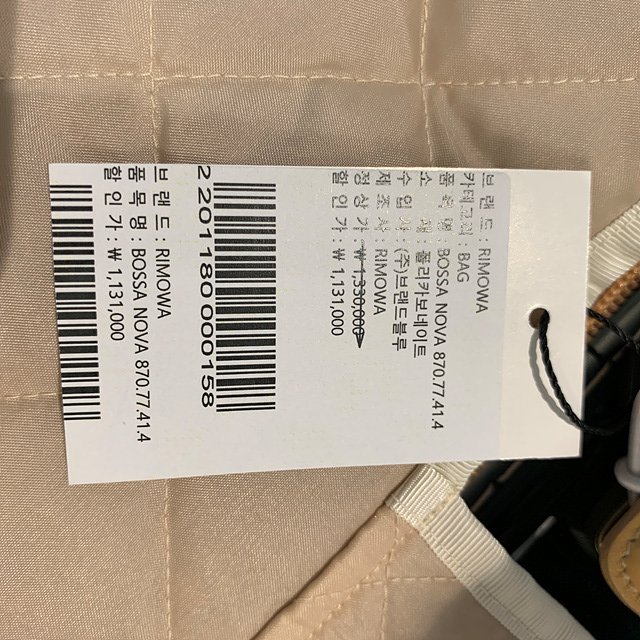 브 랜 드 : RIMOWA
카테고리 : BAG
품 목 명 : BOSSA NOVA 870.77.41.4
소 재 : 폴리카보네이트
수 입 사 : (주)브랜드블루
제 조 사 : RIMOWA
정 상 가 : ₩ 1,330,000
할 인 가 : ₩ 1,131,000
2 201180 000158
브 랜 드 : RIMOWA
품 목 명 : BOSSA NOVA 870.77.41.4
할 인 가 : ₩ 1,131,000